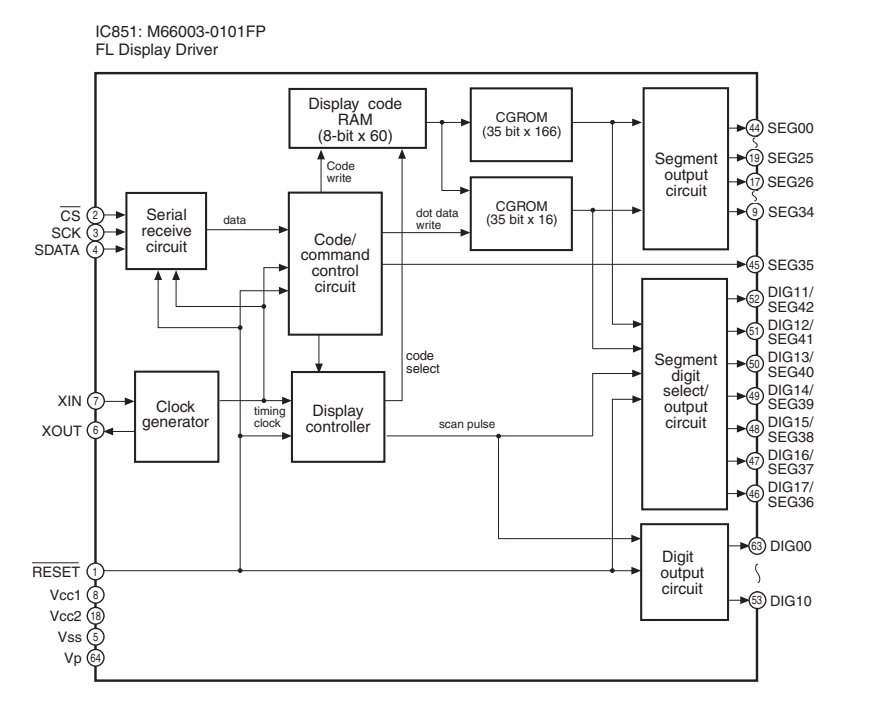 IC851: M66003-0101FP
FL Display Driver
Display code
RAM
(8-bit x 60)
CGROM
(35 bit x 166)
Segment
output
circuit
44 SEG00
19 SEG25
17 SEG26
9 SEG34
Code
write
CS 2
SCK 3
SDATA 4
Serial
receive
circuit
data
Code/
command
control
circuit
dot data
write
CGROM
(35 bit x 16)
45 SEG35
Segment
digit
select/
output
circuit
52 DIG11/
SEG42
51 DIG12/
SEG41
50 DIG13/
SEG40
49 DIG14/
SEG39
48 DIG15/
SEG38
47 DIG16/
SEG37
46 DIG17/
SEG36
code
select
XIN 7
XOUT 6
Clock
generator
timing
clock
Display
controller
scan pulse
Digit
output
circuit
63 DIG00
53 DIG10
RESET 1
Vcc1 8
Vcc2 18
Vss 5
Vp 64